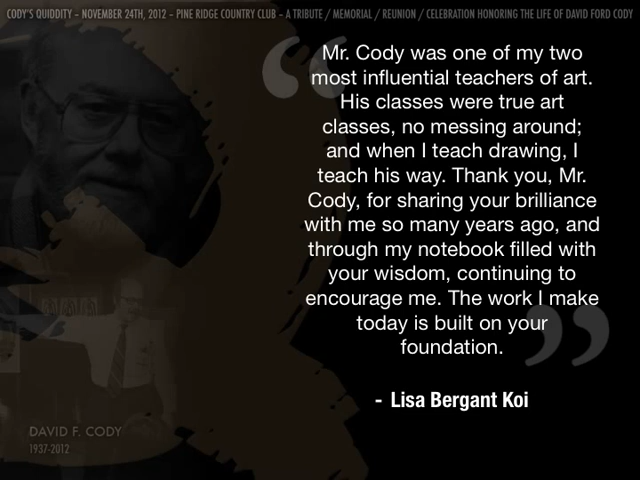 CODY'S QUIDDITY - NOVEMBER 24TH, 2012 - PINE RIDGE COUNTRY CLUB - A TRIBUTE / MEMORIAL / REUNION / CELEBRATION HONORING THE LIFE OF DAVID FORD CODY
“
Mr. Cody was one of my two
most influential teachers of art.
His classes were true art
classes, no messing around;
and when I teach drawing, I
teach his way. Thank you, Mr.
Cody, for sharing your brilliance
with me so many years ago, and
through my notebook filled with
your wisdom, continuing to
encourage me. The work I make
today is built on your
foundation.
”
- Lisa Bergant Koi
DAVID F. CODY
1937-2012